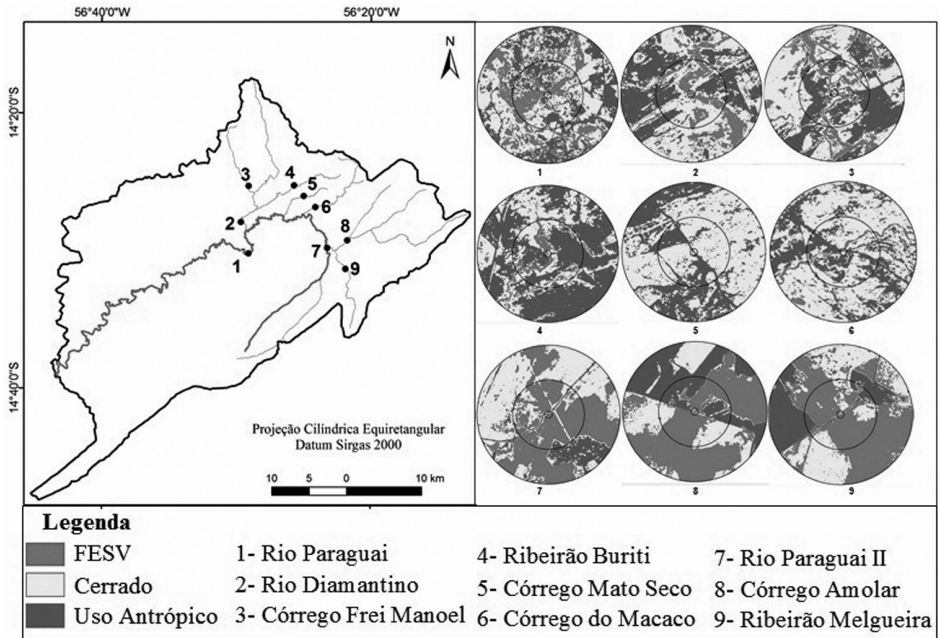 56°40'0"W
56°20'0"W
14°20'0"S
14°40'0"S
N
1
2
3
4
5
6
7
8
9
Projeção Cilíndrica Equiretangular
Datum Sirgas 2000
10 5 0 10 km
1 2 3
4 5 6
7 8 9
Legenda
FESV
Cerrado
Uso Antrópico
1- Rio Paraguai
2- Rio Diamantino
3- Córrego Frei Manoel
4- Ribeirão Buriti
5- Córrego Mato Seco
6- Córrego do Macaco
7- Rio Paraguai II
8- Córrego Amolar
9- Ribeirão Melgueira